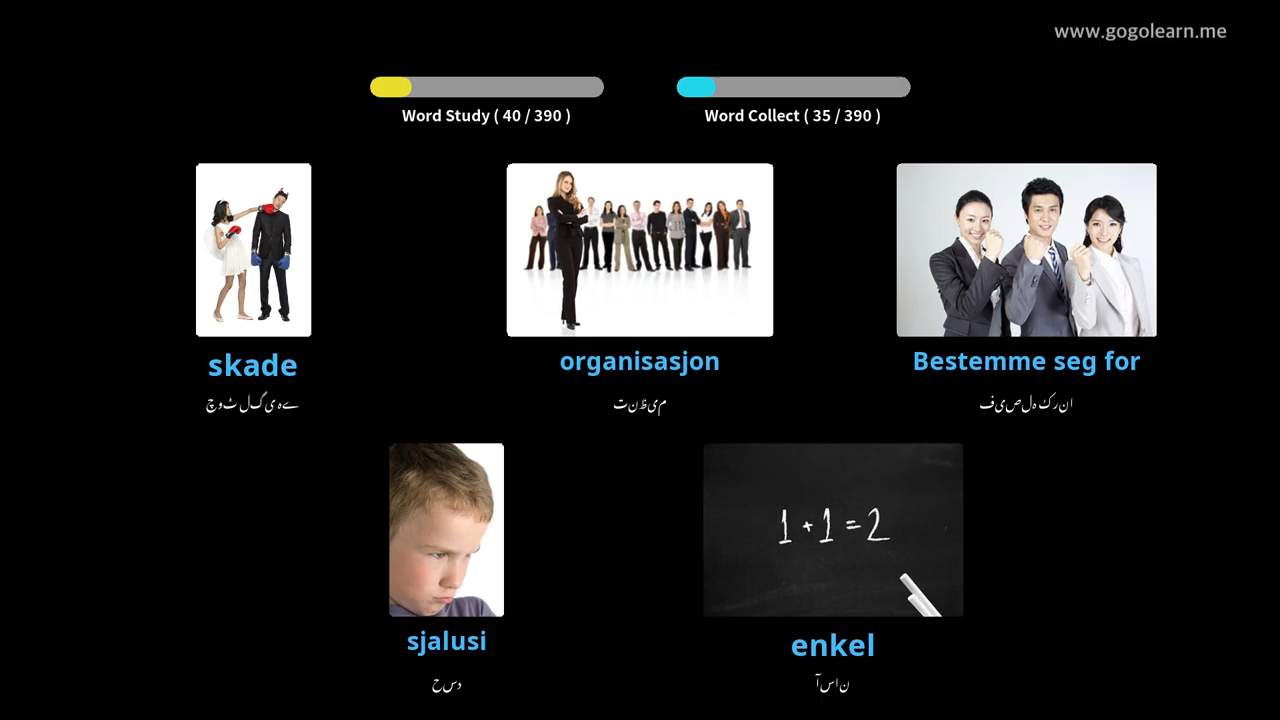 www.gogolearn.me
Word Study ( 40 / 390 )
Word Collect ( 35 / 390 )
skade
چوٹ لگی ہے
organisasjon
تنظیم
Bestemme seg for
فیصلہ کرنا
sjalusi
حسد
1 + 1 = 2
enkel
آسان